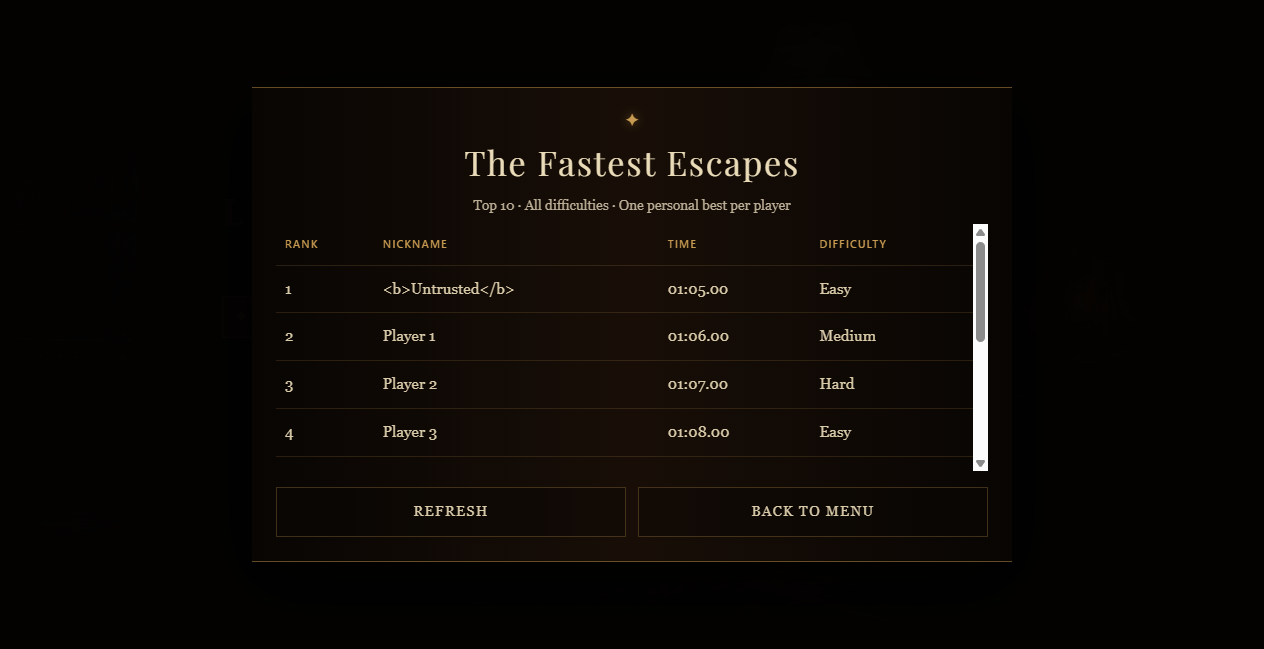 The Fastest Escapes
Top 10 · All difficulties · One personal best per player
RANK NICKNAME TIME DIFFICULTY
1 <b>Untrusted</b> 01:05.00 Easy
2 Player 1 01:06.00 Medium
3 Player 2 01:07.00 Hard
4 Player 3 01:08.00 Easy
REFRESH BACK TO MENU